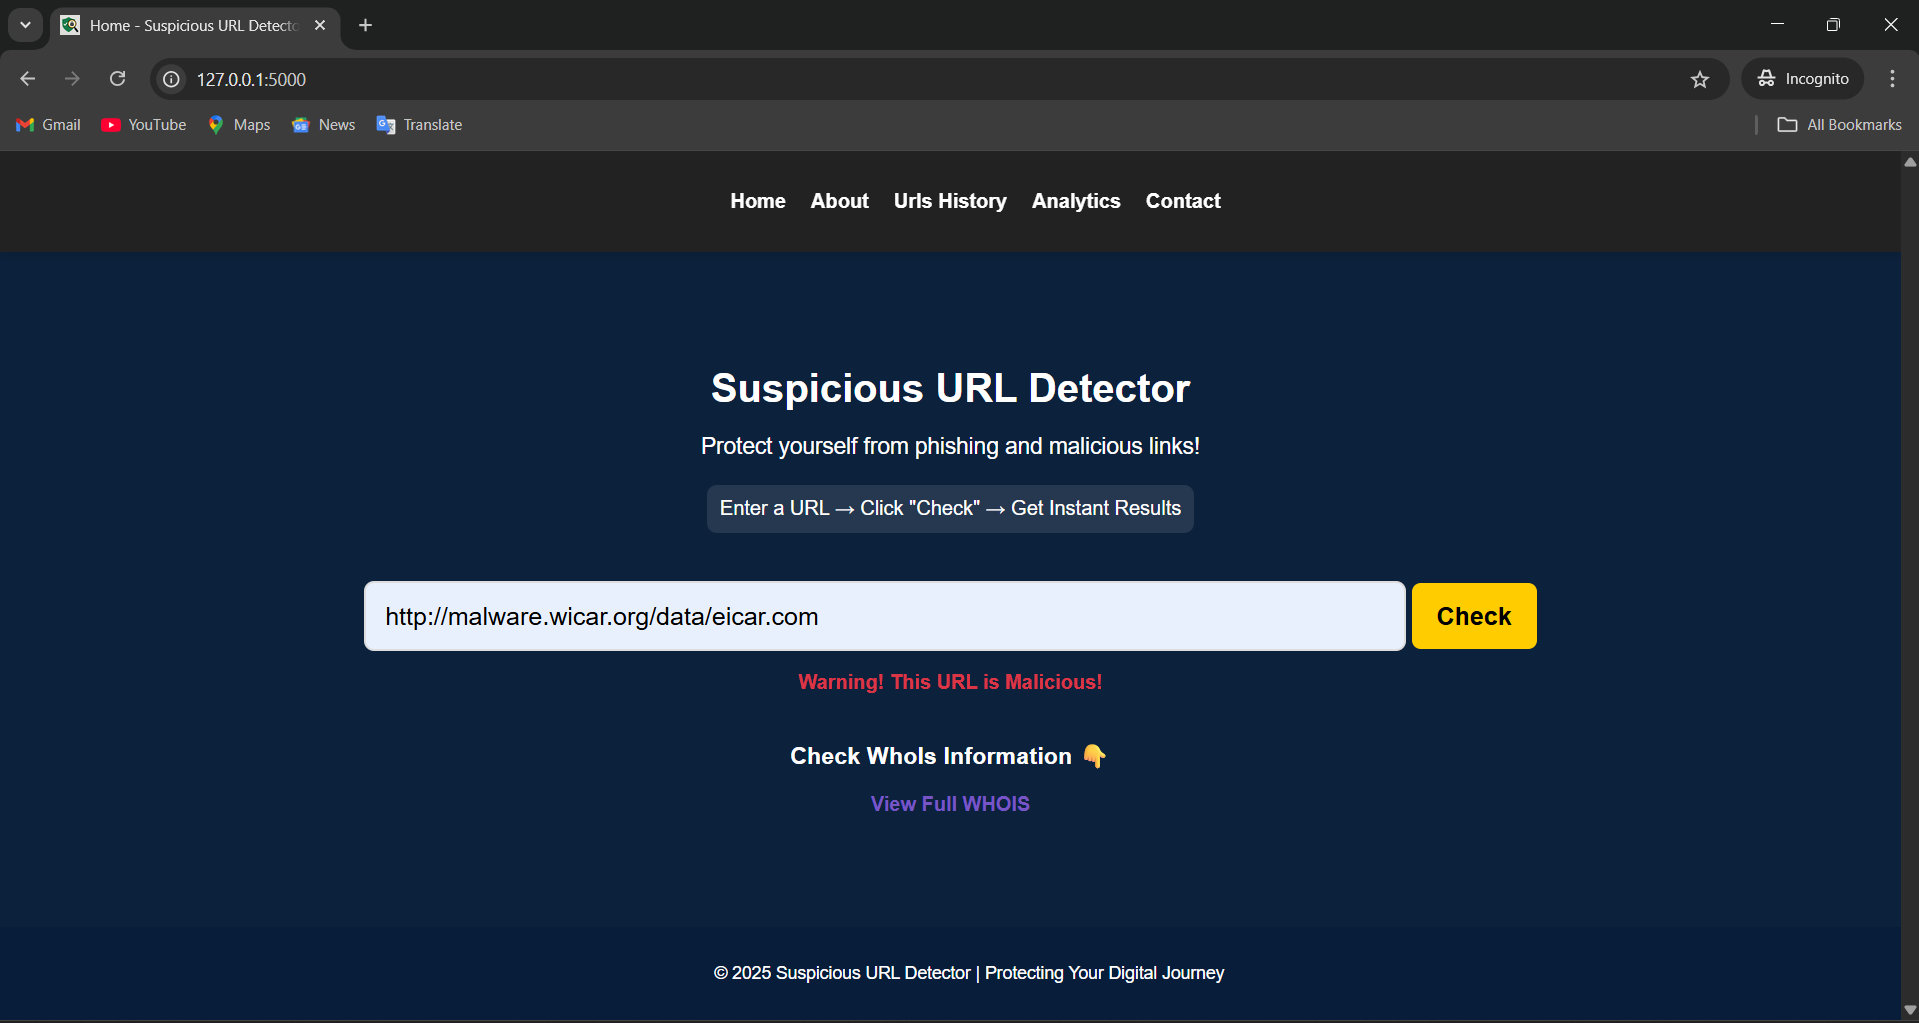 Home - Suspicious URL Detecto
127.0.0.1:5000
Incognito
Gmail YouTube Maps News Translate All Bookmarks
Home About Urls History Analytics Contact
Suspicious URL Detector
Protect yourself from phishing and malicious links!
Enter a URL → Click "Check" → Get Instant Results
http://malware.wicar.org/data/eicar.com Check
Warning! This URL is Malicious!
Check WhoIs Information 👇
View Full WHOIS
© 2025 Suspicious URL Detector | Protecting Your Digital Journey